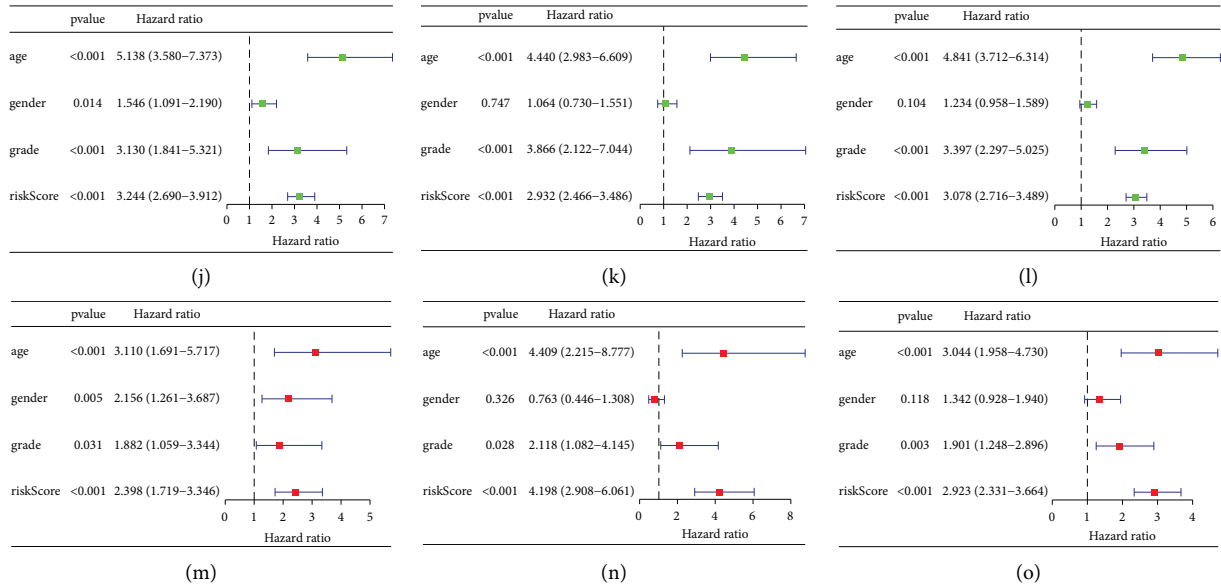 pvalue Hazard ratio
age <0.001 5.138 (3.580–7.373)
gender 0.014 1.546 (1.091–2.190)
grade <0.001 3.130 (1.841–5.321)
riskScore <0.001 3.244 (2.690–3.912)
0 1 2 3 4 5 6 7
Hazard ratio
(j)
pvalue Hazard ratio
age <0.001 4.440 (2.983–6.609)
gender 0.747 1.064 (0.730–1.551)
grade <0.001 3.866 (2.122–7.044)
riskScore <0.001 2.932 (2.466–3.486)
0 1 2 3 4 5 6 7
Hazard ratio
(k)
pvalue Hazard ratio
age <0.001 4.841 (3.712–6.314)
gender 0.104 1.234 (0.958–1.589)
grade <0.001 3.397 (2.297–5.025)
riskScore <0.001 3.078 (2.716–3.489)
0 1 2 3 4 5 6
Hazard ratio
(l)
pvalue Hazard ratio
age <0.001 3.110 (1.691–5.717)
gender 0.005 2.156 (1.261–3.687)
grade 0.031 1.882 (1.059–3.344)
riskScore <0.001 2.398 (1.719–3.346)
0 1 2 3 4 5
Hazard ratio
(m)
pvalue Hazard ratio
age <0.001 4.409 (2.215-8.777)
gender 0.326 0.763 (0.446–1.308)
grade 0.028 2.118 (1.082–4.145)
riskScore <0.001 4.198 (2.908–6.061)
0 2 4 6 8
Hazard ratio
(n)
pvalue Hazard ratio
age <0.001 3.044 (1.958–4.730)
gender 0.118 1.342 (0.928–1.940)
grade 0.003 1.901 (1.248–2.896)
riskScore <0.001 2.923 (2.331–3.664)
0 1 2 3 4
Hazard ratio
(o)